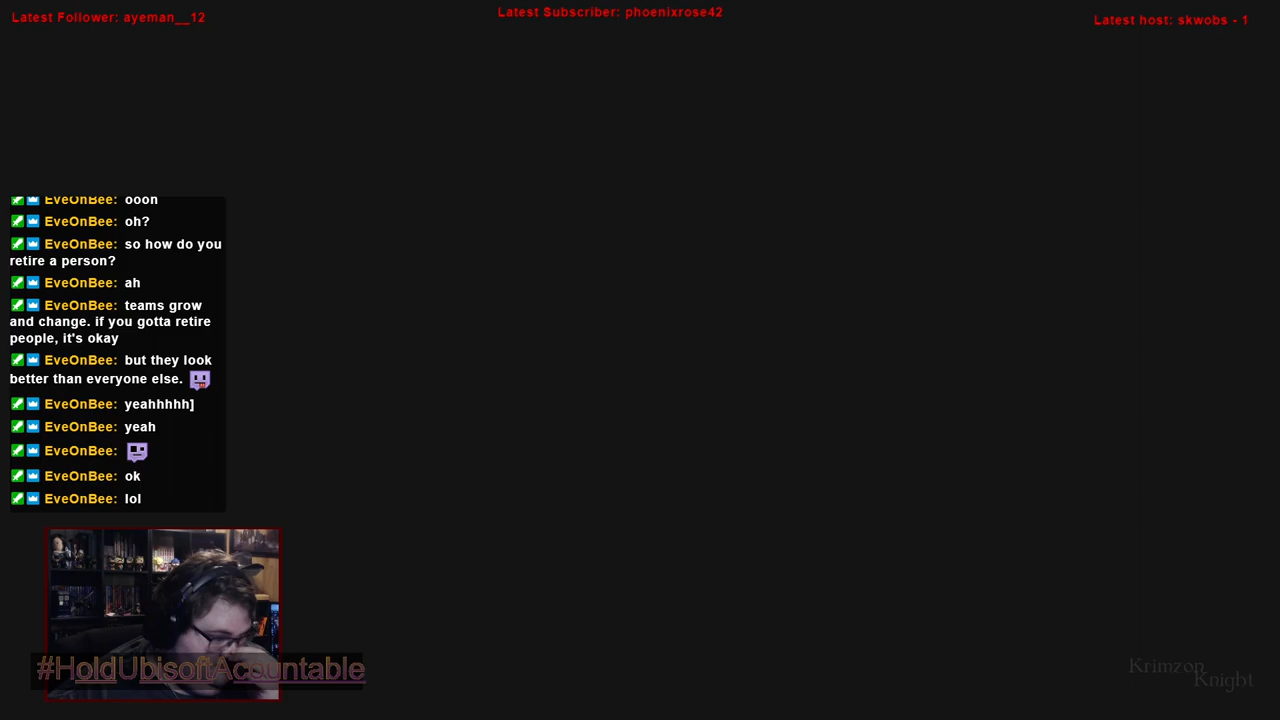 Latest Follower: ayeman__12
Latest Subscriber: phoenixrose42
Latest host: skwobs - 1
EveOnBee: oooh
EveOnBee: oh?
EveOnBee: so how do you
retire a person?
EveOnBee: ah
EveOnBee: teams grow
and change. if you gotta retire
people, it's okay
EveOnBee: but they look
better than everyone else.
EveOnBee: yeahhhhh]
EveOnBee: yeah
EveOnBee:
EveOnBee: ok
EveOnBee: lol
#HoldUbisoftAcountable
Krimzon
Knight